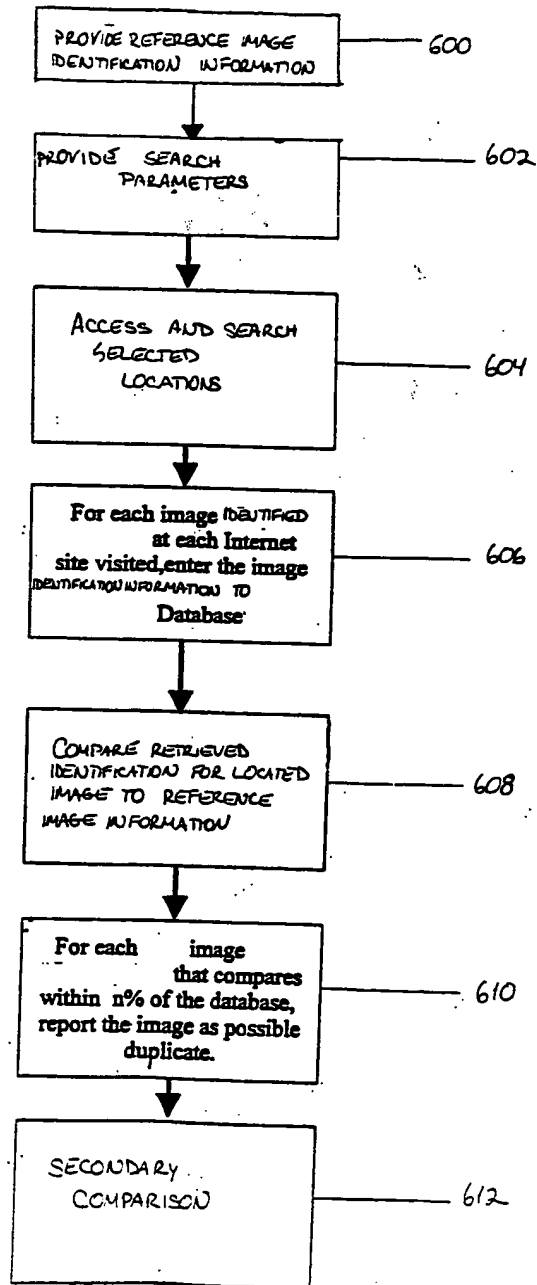 PROVIDE REFERENCE IMAGE
IDENTIFICATION INFORMATION
600
PROVIDE SEARCH
PARAMETERS
602
ACCESS AND SEARCH
SELECTED
LOCATIONS
604
For each image IDENTIFIED
at each Internet
site visited,enter the image
IDENTIFICATION INFORMATION TO
Database
606
COMPARE RETRIEVED
IDENTIFICATION FOR LOCATED
IMAGE TO REFERENCE
IMAGE INFORMATION
608
For each image
that compares
within n% of the database,
report the image as possible
duplicate.
610
SECONDARY
COMPARISON
612